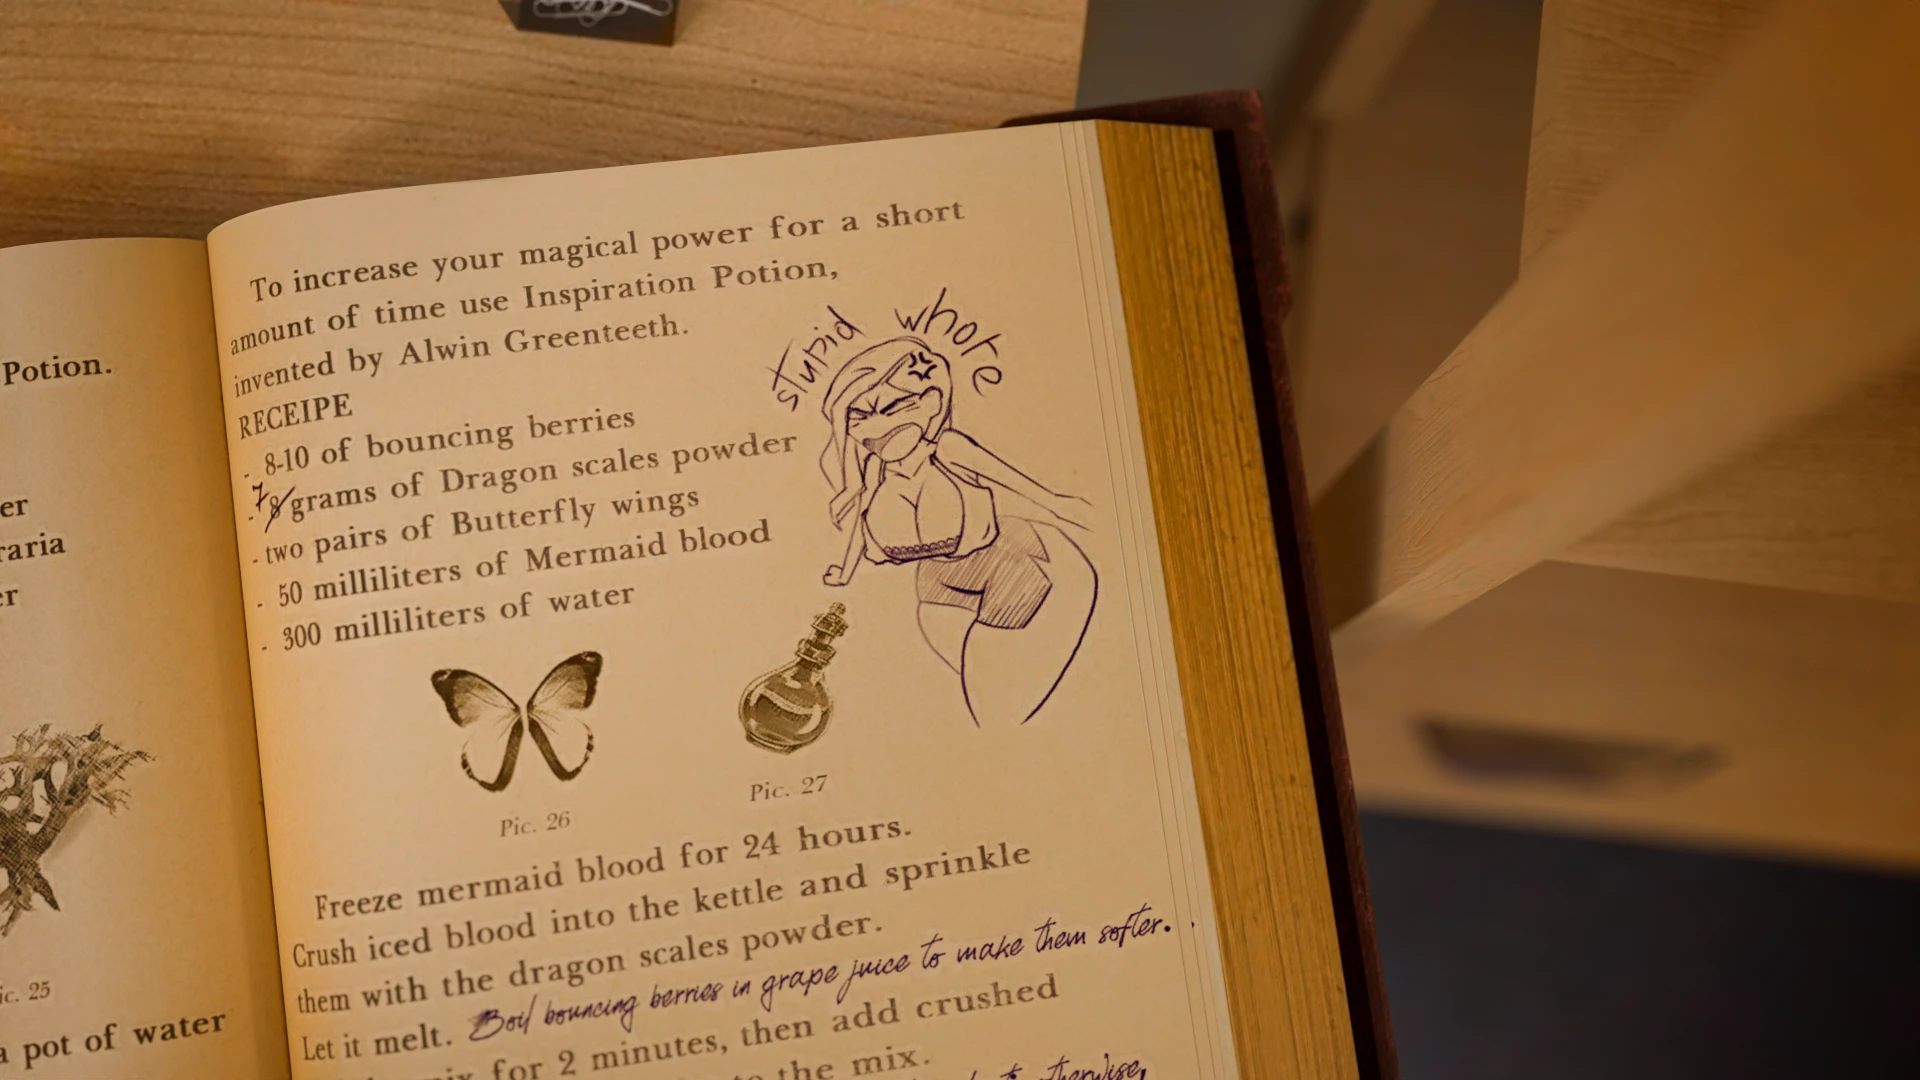 Potion.
er
raria
er
ic. 25
a pot of water
To increase your magical power for a short
amount of time use Inspiration Potion,
invented by Alwin Greenteeth.
RECEIPE
- 8-10 of bouncing berries
- 7 8 grams of Dragon scales powder
- two pairs of Butterfly wings
- 50 milliliters of Mermaid blood
- 300 milliliters of water
stupid whore
Pic. 26
Pic. 27
Freeze mermaid blood for 24 hours.
Crush iced blood into the kettle and sprinkle
them with the dragon scales powder.
Let it melt. Boil bouncing berries in grape juice to make them softer.
for 2 minutes, then add crushed
the mix.